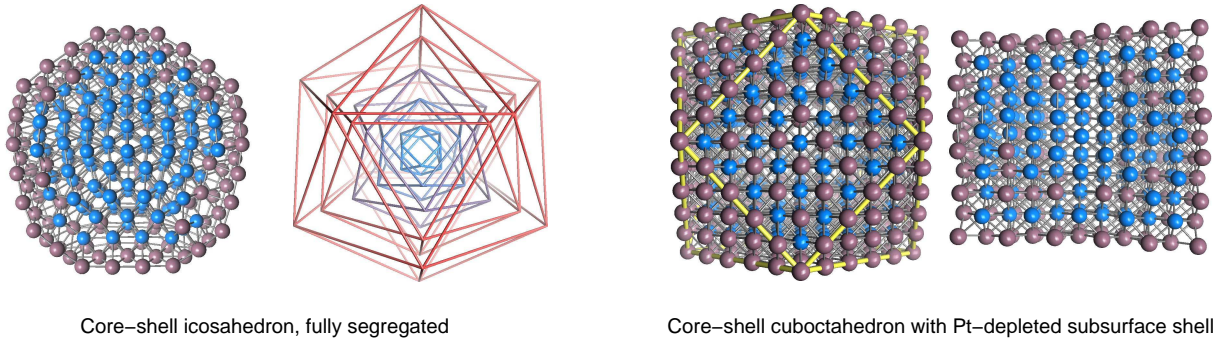 Core−shell icosahedron, fully segregated
Core−shell cuboctahedron with Pt−depleted subsurface shell